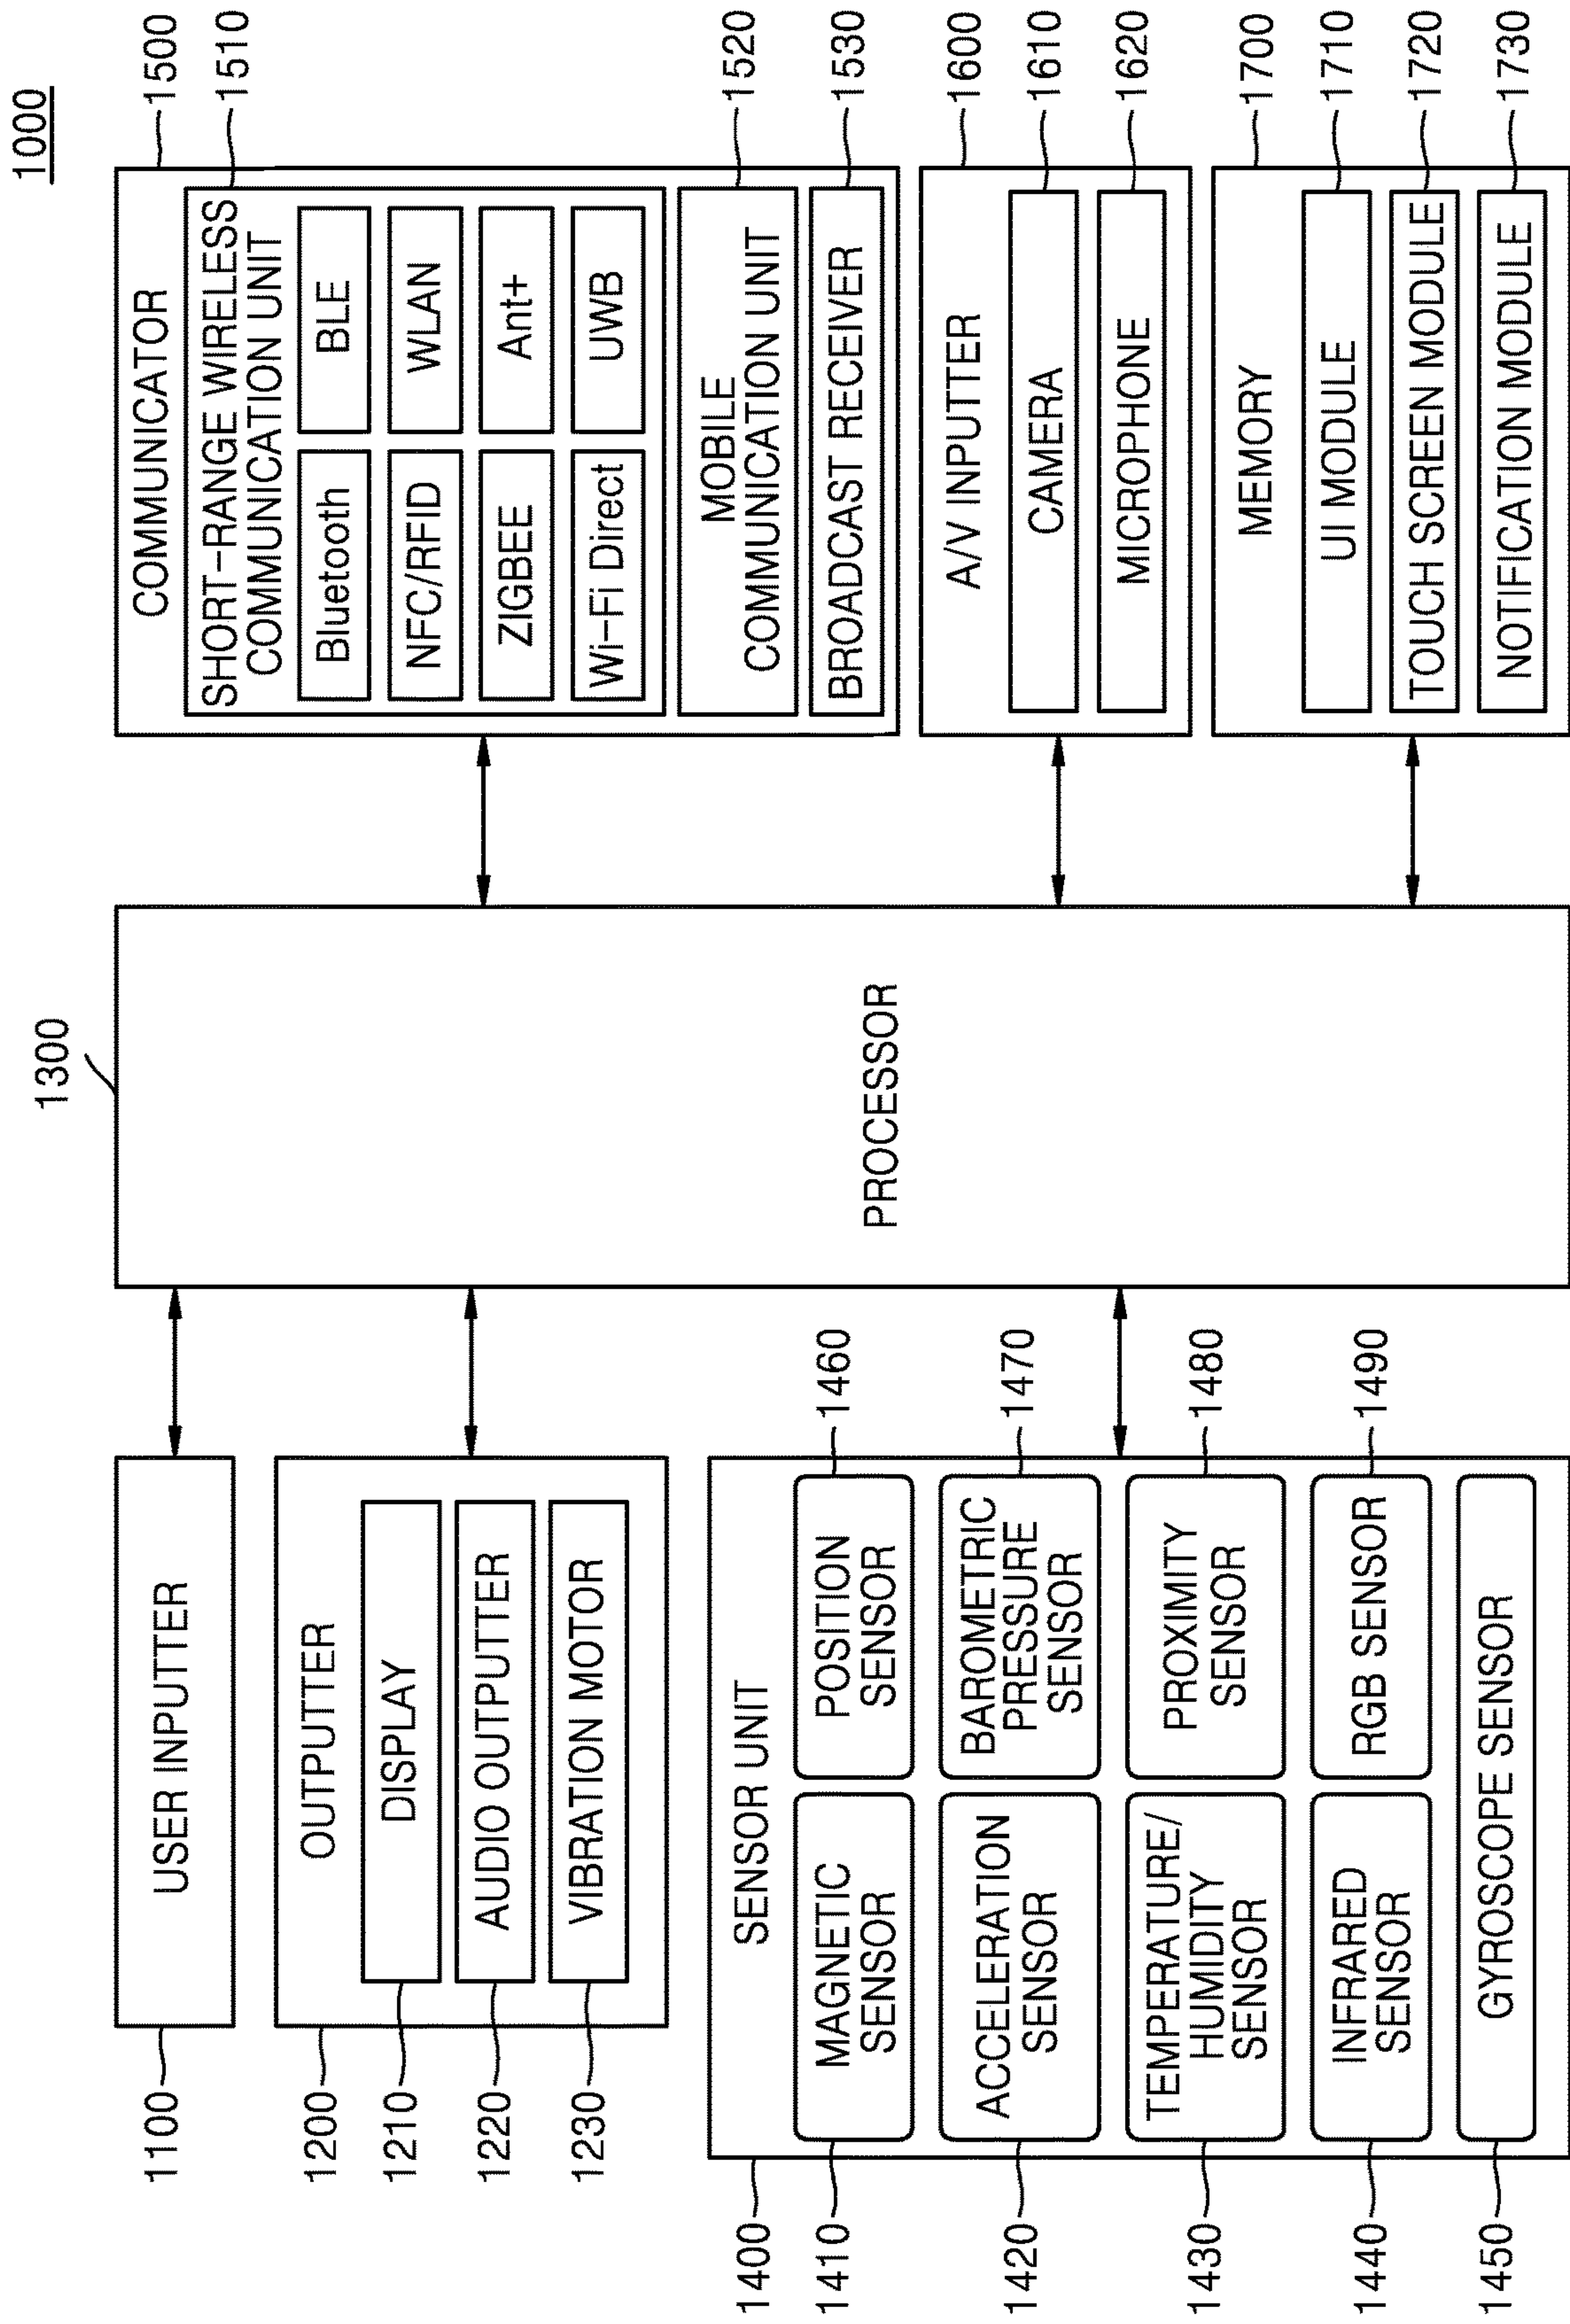 1000
1100
USER INPUTTER
1200
OUTPUTTER
1210
DISPLAY
1220
AUDIO OUTPUTTER
1230
VIBRATION MOTOR
1400
SENSOR UNIT
1410
MAGNETIC
SENSOR
POSITION
SENSOR
1460
1420
ACCELERATION
SENSOR
BAROMETRIC
PRESSURE
SENSOR
1470
1430
TEMPERATURE/
HUMIDITY
SENSOR
PROXIMITY
SENSOR
1480
1440
INFRARED
SENSOR
RGB SENSOR
1490
1450
GYROSCOPE SENSOR
1300
PROCESSOR
1500
COMMUNICATOR
1510
SHORT-RANGE WIRELESS
COMMUNICATION UNIT
Bluetooth
BLE
NFC/RFID
WLAN
ZIGBEE
Ant+
Wi-Fi Direct
UWB
MOBILE
COMMUNICATION UNIT
1520
BROADCAST RECEIVER
1530
A/V INPUTTER
1600
CAMERA
1610
MICROPHONE
1620
MEMORY
1700
UI MODULE
1710
TOUCH SCREEN MODULE
1720
NOTIFICATION MODULE
1730